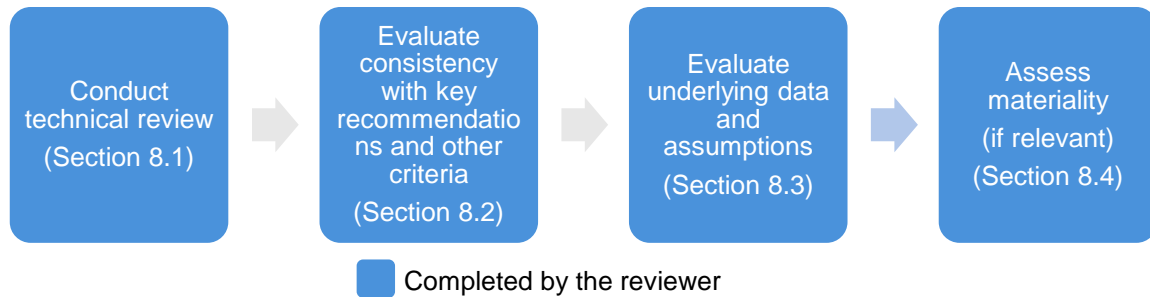 Conduct
technical review
(Section 8.1)
Evaluate
consistency
with key
recommendatio
ns and other
criteria
(Section 8.2)
Evaluate
underlying data
and
assumptions
(Section 8.3)
Assess
materiality
(if relevant)
(Section 8.4)
Completed by the reviewer